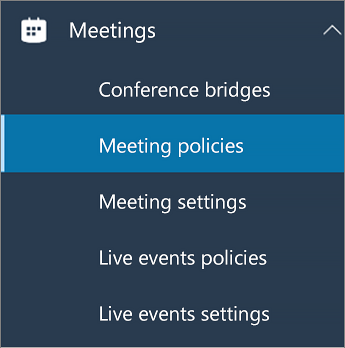 Meetings
Conference bridges
Meeting policies
Meeting settings
Live events policies
Live events settings